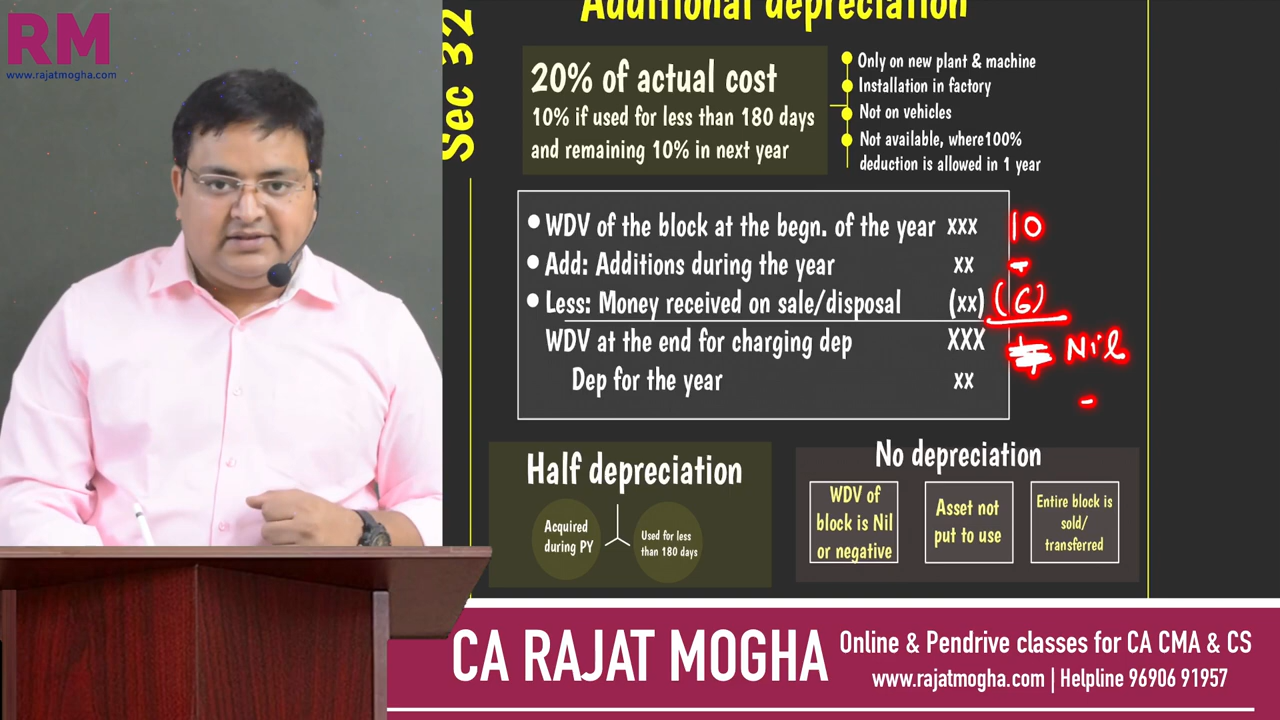 RM
www.rajatmogha.com
Sec 32
Additional depreciation
20% of actual cost
10% if used for less than 180 days
and remaining 10% in next year
Only on new plant & machine
Installation in factory
Not on vehicles
Not available, where100%
deduction is allowed in 1 year
• WDV of the block at the begn. of the year xxx 10
• Add: Additions during the year xx -
• Less: Money received on sale/disposal (xx) (6)
WDV at the end for charging dep XXX Nil
Dep for the year xx -
Half depreciation
Acquired
during PY
Used for less
than 180 days
No depreciation
WDV of
block is Nil
or negative
Asset not
put to use
Entire block is
sold/
transferred
CA RAJAT MOGHA
Online & Pendrive classes for CA CMA & CS
www.rajatmogha.com | Helpline 96906 91957